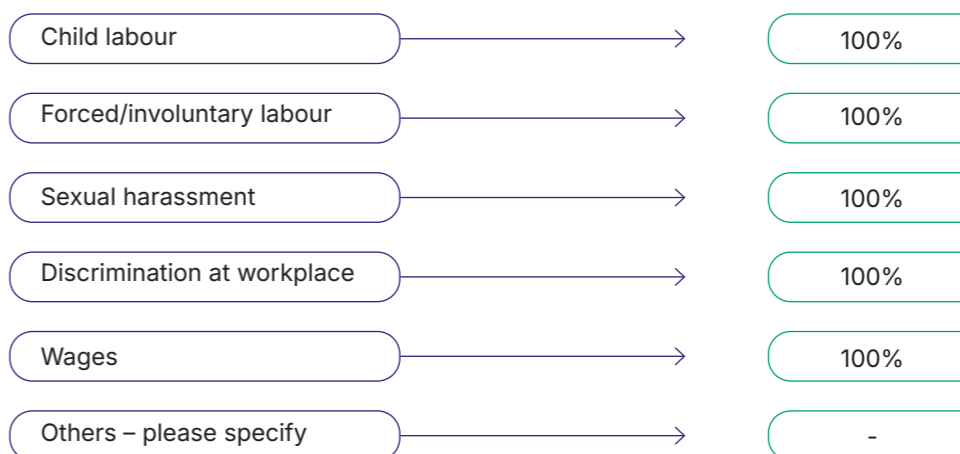 Child labour 100%
Forced/involuntary labour 100%
Sexual harassment 100%
Discrimination at workplace 100%
Wages 100%
Others – please specify -